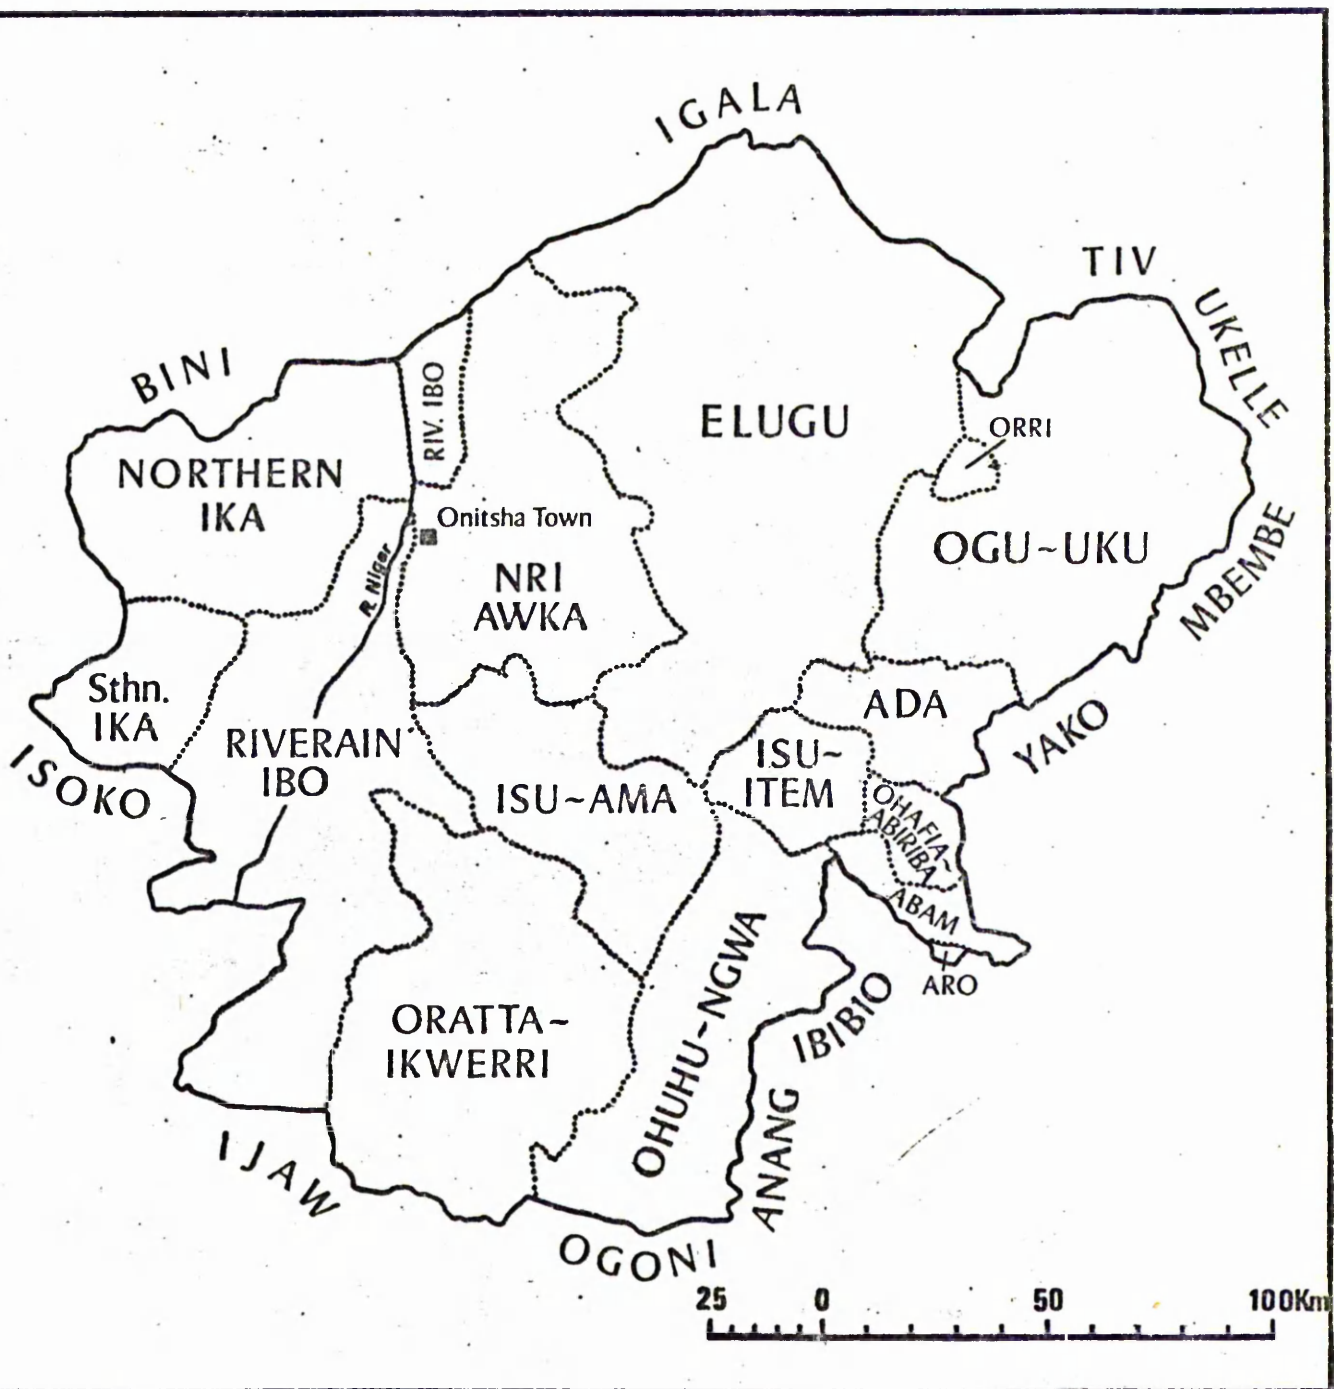 IGALA
TIV
UKELLE
BINI
RIV. IBO
ELUGU
ORRI
NORTHERN
IKA
Onitsha Town
OGU~UKU
MBEMBE
R. Niger
NRI
AWKA
Sthn.
IKA
ADA
YAKO
RIVERAIN
IBO
ISU~
ITEM
ISOKO
ISU~AMA
OHAFIA~
ABIRIBA
ABAM
ARO
OHUHU~NGWA
IBIBIO
ORATTA~
IKWERRI
ANANG
IJAW
OGONI
25 0 50 100Km